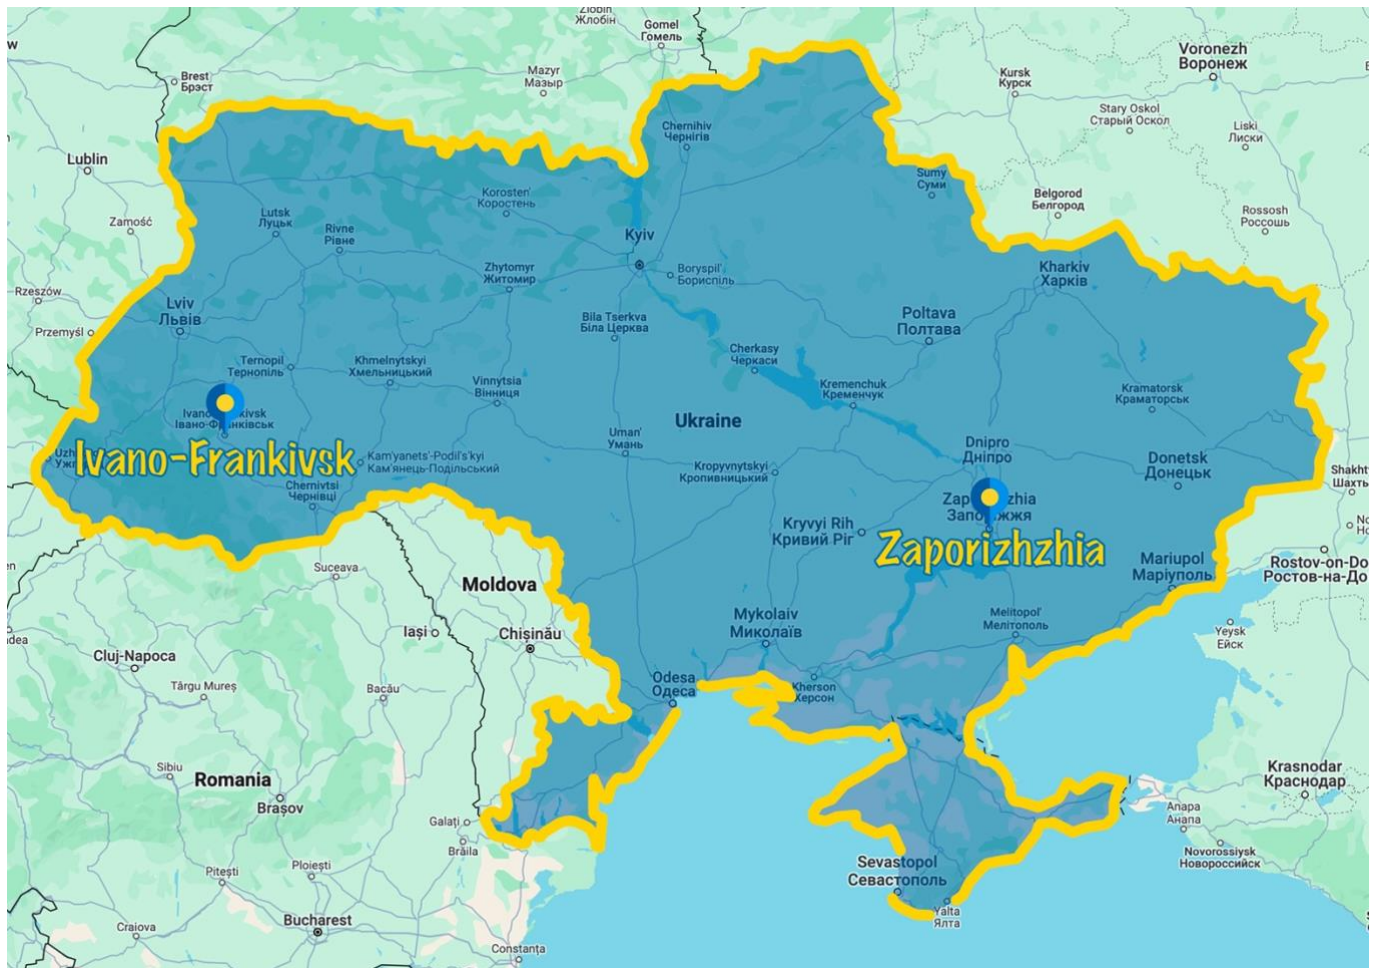 Zlobin
Жлобін
Gomel
Гомель
w
Voronezh
Воронеж
Brest
Брэст
Mazyr
Мазыр
Kursk
Курск
Stary Oskol
Старый Оскол
Chernihiv
Чернігів
Liski
Лиски
Lublin
Sumy
Суми
Korosten'
Коростень
Belgorod
Белгород
Zamość
Lutsk
Луцьк
Rivne
Рівне
Rossosh
Россошь
Kyiv
Zhytomyr
Житомир
Boryspil'
Бориспіль
Kharkiv
Харків
Rzeszów
Lviv
Львів
Przemyśl
Bila Tserkva
Біла Церква
Poltava
Полтава
Ternopil
Тернопіль
Khmelnytskyi
Хмельницький
Cherkasy
Черкаси
Vinnytsia
Вінниця
Kremenchuk
Кременчук
Kramatorsk
Краматорськ
Ukraine
Uman'
Умань
Dnipro
Дніпро
Ivano-Frankivsk
Kam'yanets'-Podil's'kyi
Кам'янець-Подільський
Kropyvnytskyi
Кропивницький
Donetsk
Донецьк
Chernivtsi
Чернівці
Kryvyi Rih
Кривий Ріг
Zaporizhzhia
Mariupol
Маріуполь
Rostov-on-Do
Ростов-на-До
Suceava
Moldova
Iași
Chișinău
Mykolaiv
Миколаїв
Melitopol'
Мелітополь
Yeysk
Ейск
dea
Cluj-Napoca
Târgu Mureș
Bacău
Odesa
Одеса
Kherson
Херсон
Sibiu
Romania
Brașov
Krasnodar
Краснодар
Galați
Brăila
Anapa
Анапа
Novorossiysk
Новороссийск
Ploiești
Pitești
Sevastopol
Севастополь
Yalta
Ялта
Bucharest
Craiova
Constanța